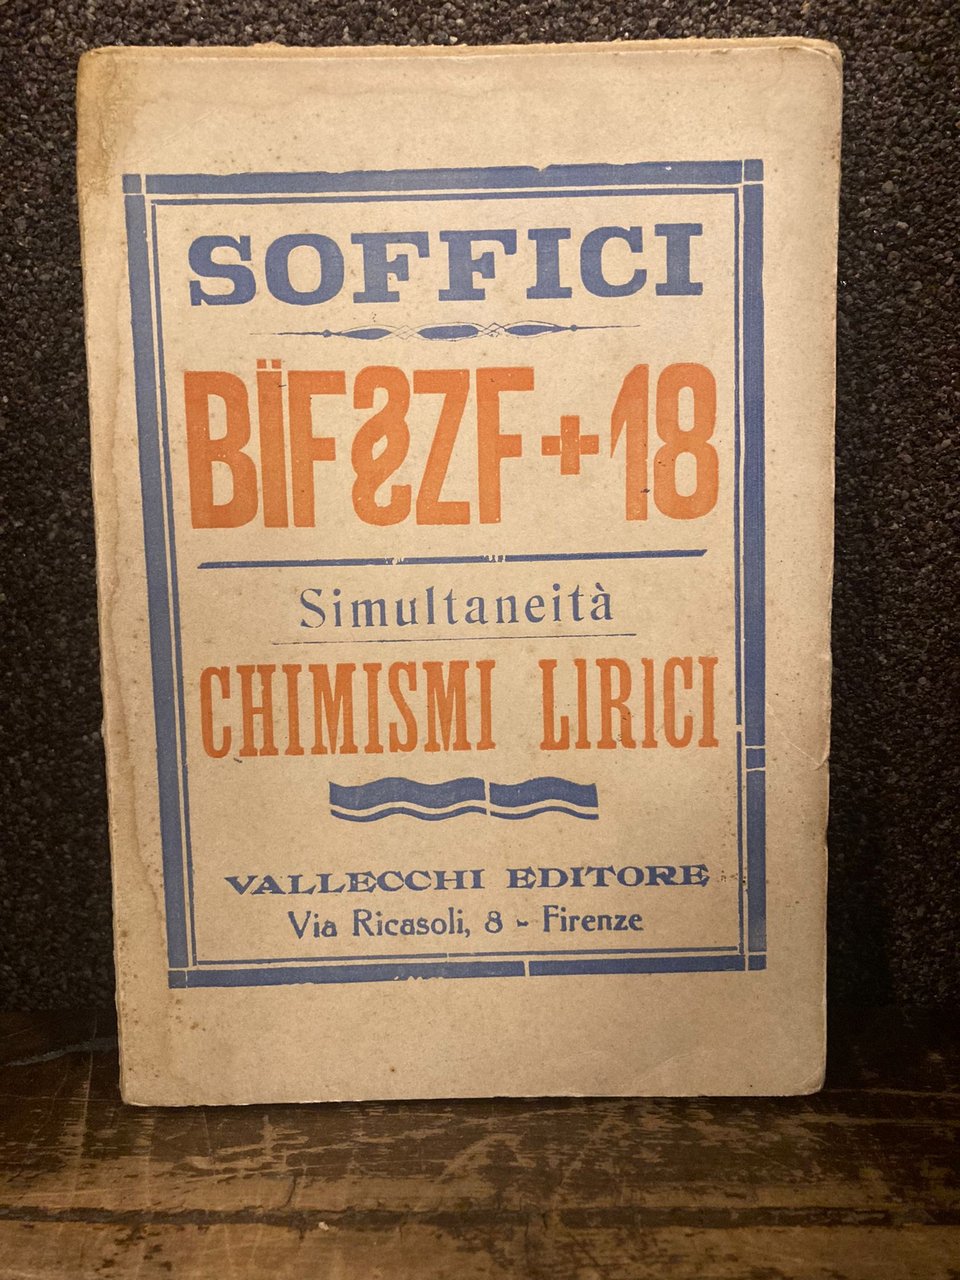 SOFFICI
BÏF§ZF+18
Simultaneità
CHIMISMI LIRICI
VALLECCHI EDITORE
Via Ricasoli, 8 - Firenze